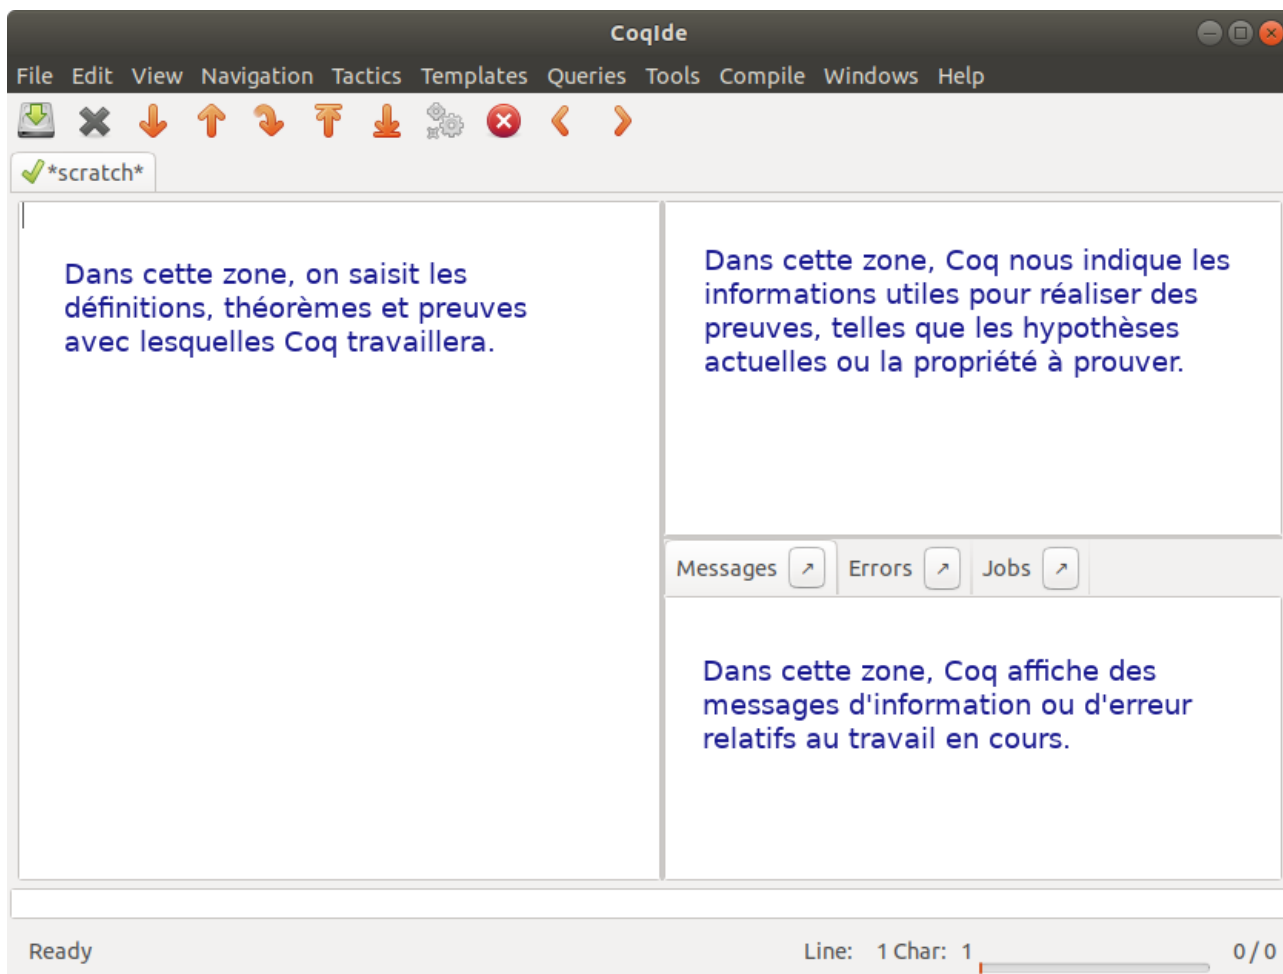 CoqIde
File Edit View Navigation Tactics Templates Queries Tools Compile Windows Help
*scratch*
Dans cette zone, on saisit les
définitions, théorèmes et preuves
avec lesquelles Coq travaillera.
Dans cette zone, Coq nous indique les
informations utiles pour réaliser des
preuves, telles que les hypothèses
actuelles ou la propriété à prouver.
Messages Errors Jobs
Dans cette zone, Coq affiche des
messages d'information ou d'erreur
relatifs au travail en cours.
Ready Line: 1 Char: 1 0 / 0